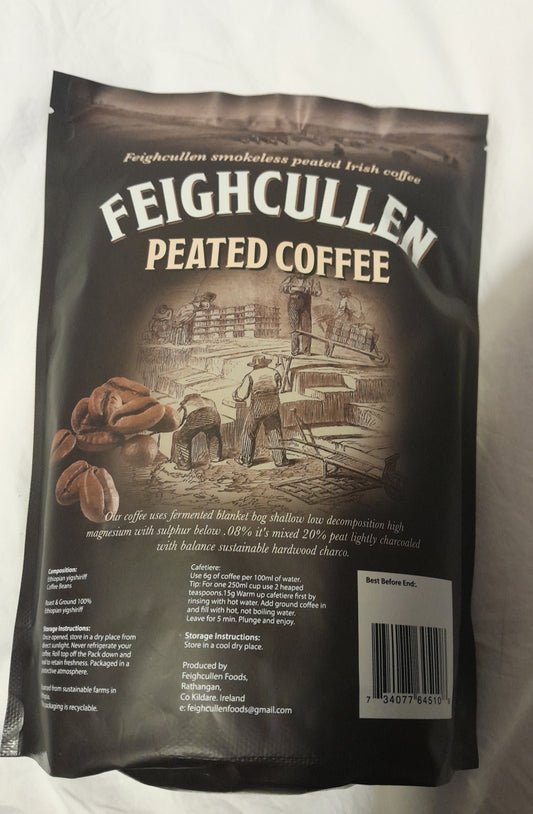 Feighcullen smokeless peated Irish coffee
FEIGHCULLEN
PEATED COFFEE
Our coffee uses fermented blanket bog shallow low decomposition high
magnesium with sulphur below .08% it's mixed 20% peat lightly charcoaled
with balance sustainable hardwood charco.
Composition:
Ethiopian yigshiriff
Coffee Beans
Roast & Ground 100%
Ethiopian yigshiriff
Storage Instructions:
Once opened, store in a dry place from
direct sunlight. Never refrigerate your
coffee. Roll top off the Pack down and
to retain freshness. Packaged in a
atmosphere.
from sustainable farms in
packaging is recyclable.
Cafetiere:
Use 6g of coffee per 100ml of water.
Tip: For one 250ml cup use 2 heaped
teaspoons.15g Warm up cafetiere first by
rinsing with hot water. Add ground coffee in
and fill with hot, not boiling water.
Leave for 5 min. Plunge and enjoy.
Storage Instructions:
Store in a cool dry place.
Produced by
Feighcullen Foods,
Rathangan,
Co Kildare. Ireland
e: feighcullenfoods@gmail.com
Best Before End:.
7 34077 64510